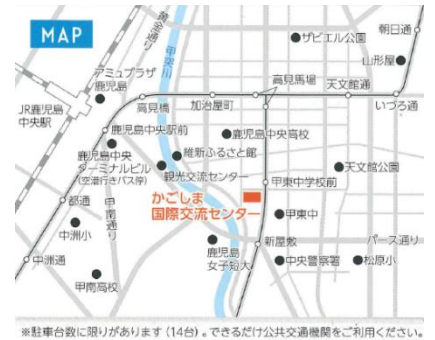 MAP
黄金通り
甲突川
ザビエル公園
朝日通
山形屋
アミュプラザ
鹿児島
高見馬場
天文館通
JR鹿児島
中央駅
高見橋
加治屋町
いづろ通
鹿児島中央駅前
鹿児島中央高校
維新ふるさと館
鹿児島中央
ターミナルビル
(空港行きバス停)
観光交流センター
天文館公園
甲東中学校前
都通
甲南通り
かごしま
国際交流センター
甲東中
中洲小
新屋敷
パース通り
中洲通
鹿児島
女子短大
中央警察署
松原小
甲南高校
※駐車台数に限りがあります(14台)。できるだけ公共交通機関をご利用ください。